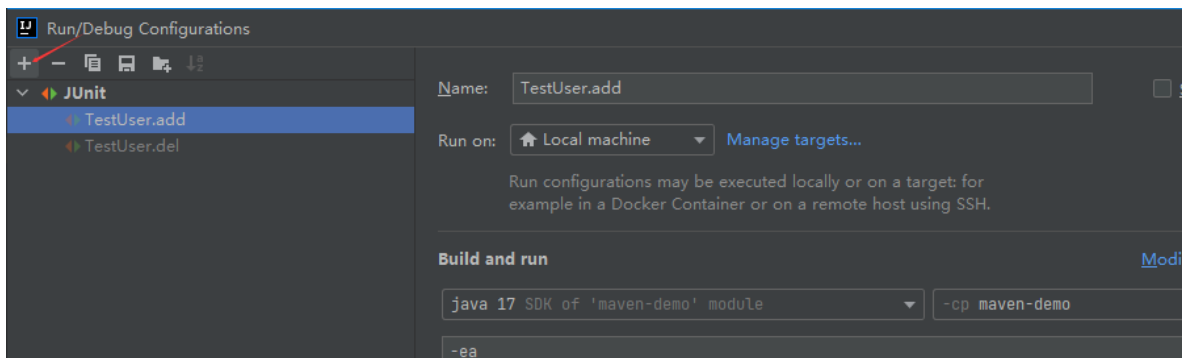 Run/Debug Configurations
JUnit
TestUser.add
TestUser.del
Name: TestUser.add
Run on: Local machine Manage targets...
Run configurations may be executed locally or on a target: for
example in a Docker Container or on a remote host using SSH.
Build and run Modi
java 17 SDK of 'maven-demo' module -cp maven-demo
-ea